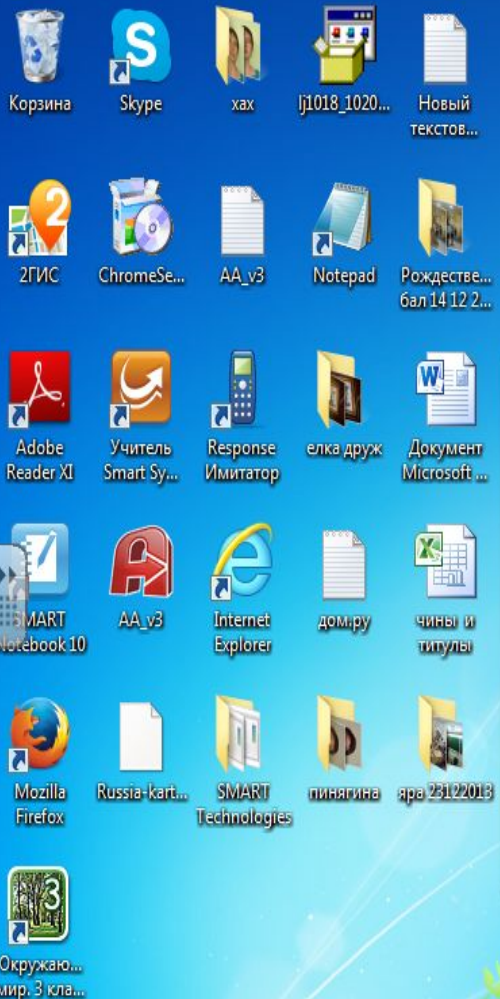 Корзина
Skype
хах
lj1018_1020...
Новый
текстов...
2ГИС
ChromeSe...
AA_v3
Notepad
Рождестве...
бал 14 12 2...
Adobe
Reader XI
Учитель
Smart Sy...
Response
Имитатор
елка друж
Документ
Microsoft ...
SMART
Notebook 10
AA_v3
Internet
Explorer
дом.ру
чины и
титулы
Mozilla
Firefox
Russia-kart...
SMART
Technologies
пинягина
яра 23122013
Окружаю...
мир. 3 кла...